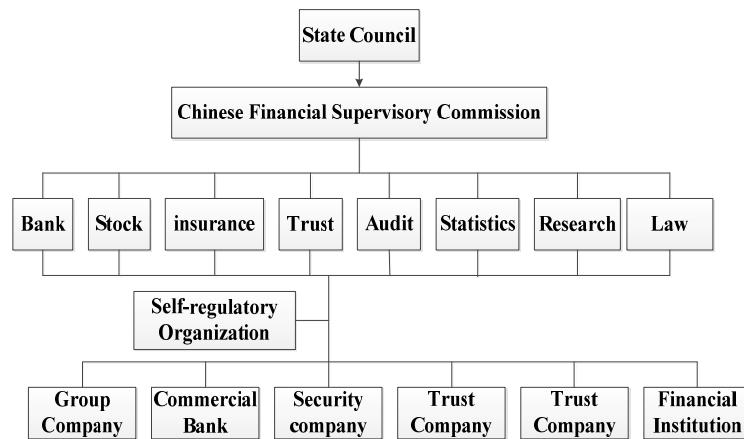 State Council
Chinese Financial Supervisory Commission
Bank
Stock
insurance
Trust
Audit
Statistics
Research
Law
Self-regulatory
Organization
Group
Company
Commercial
Bank
Security
company
Trust
Company
Trust
Company
Financial
Institution